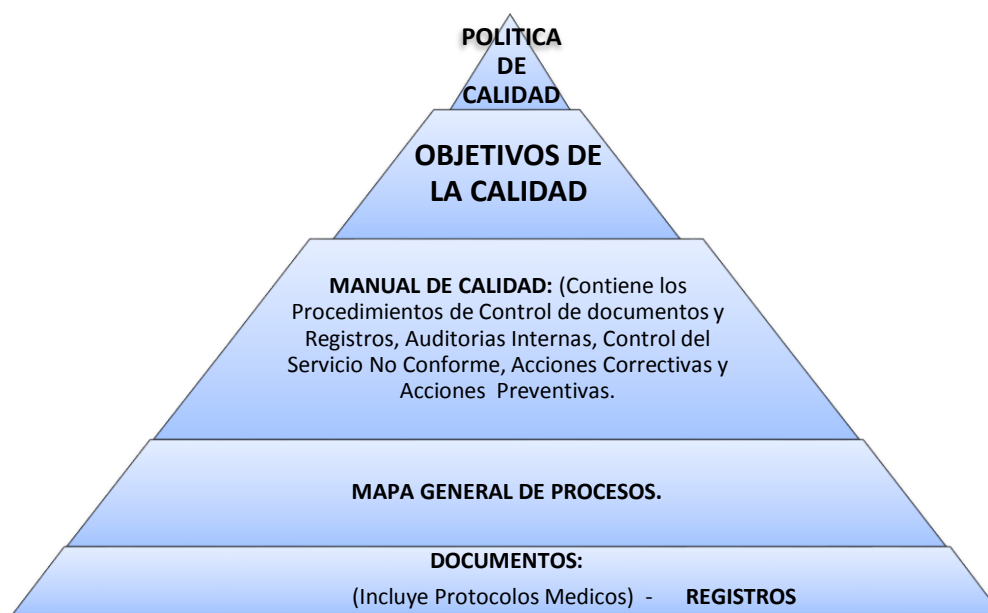 POLITICA
DE
CALIDAD
OBJETIVOS DE
LA CALIDAD
MANUAL DE CALIDAD: (Contiene los
Procedimientos de Control de documentos y
Registros, Auditorias Internas, Control del
Servicio No Conforme, Acciones Correctivas y
Acciones Preventivas.
MAPA GENERAL DE PROCESOS.
DOCUMENTOS:
(Incluye Protocolos Medicos) - REGISTROS